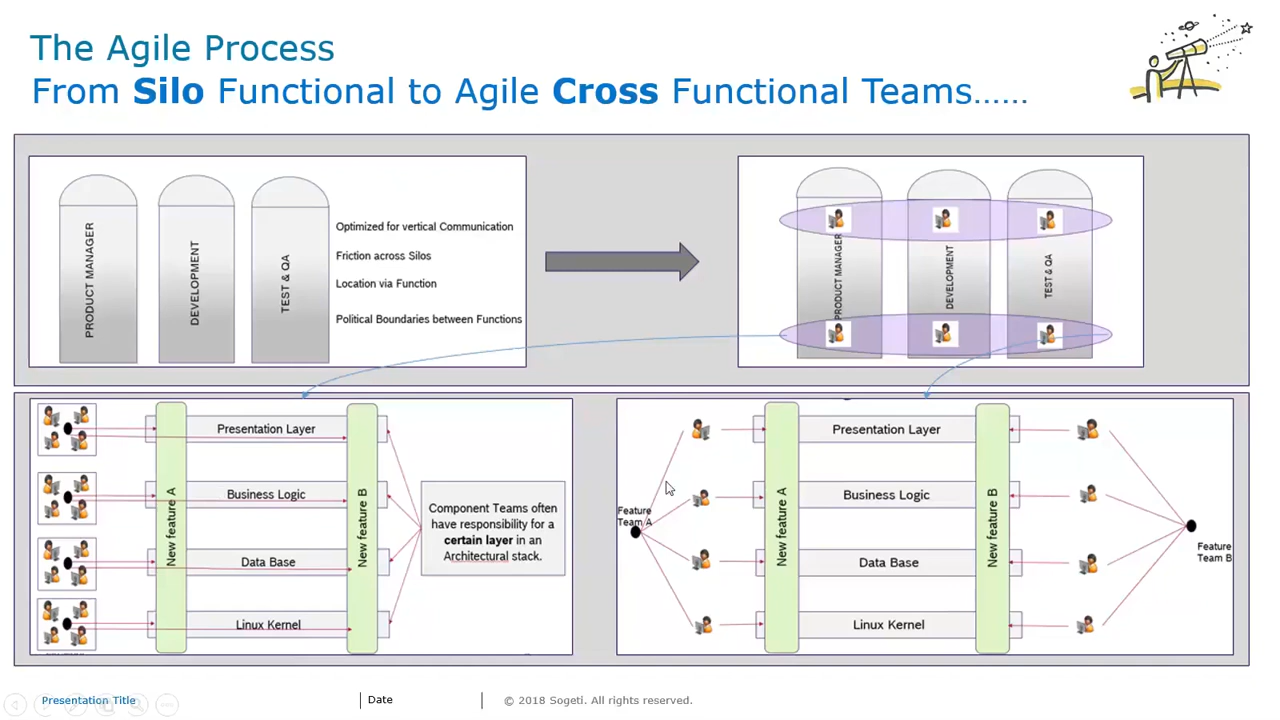 The Agile Process
From Silo Functional to Agile Cross Functional Teams......
PRODUCT MANAGER
DEVELOPMENT
TEST & QA
Optimized for vertical Communication
Friction across Silos
Location via Function
Political Boundaries between Functions
PRODUCT MANAGER
DEVELOPMENT
TEST & QA
New feature A
Presentation Layer
Business Logic
Data Base
Linux Kernel
New feature B
Component Teams often
have responsibility for a
certain layer in an
Architectural stack.
Feature
Team A
New feature A
Presentation Layer
Business Logic
Data Base
Linux Kernel
New feature B
Feature
Team B
Presentation Title
Date
© 2018 Sogeti. All rights reserved.